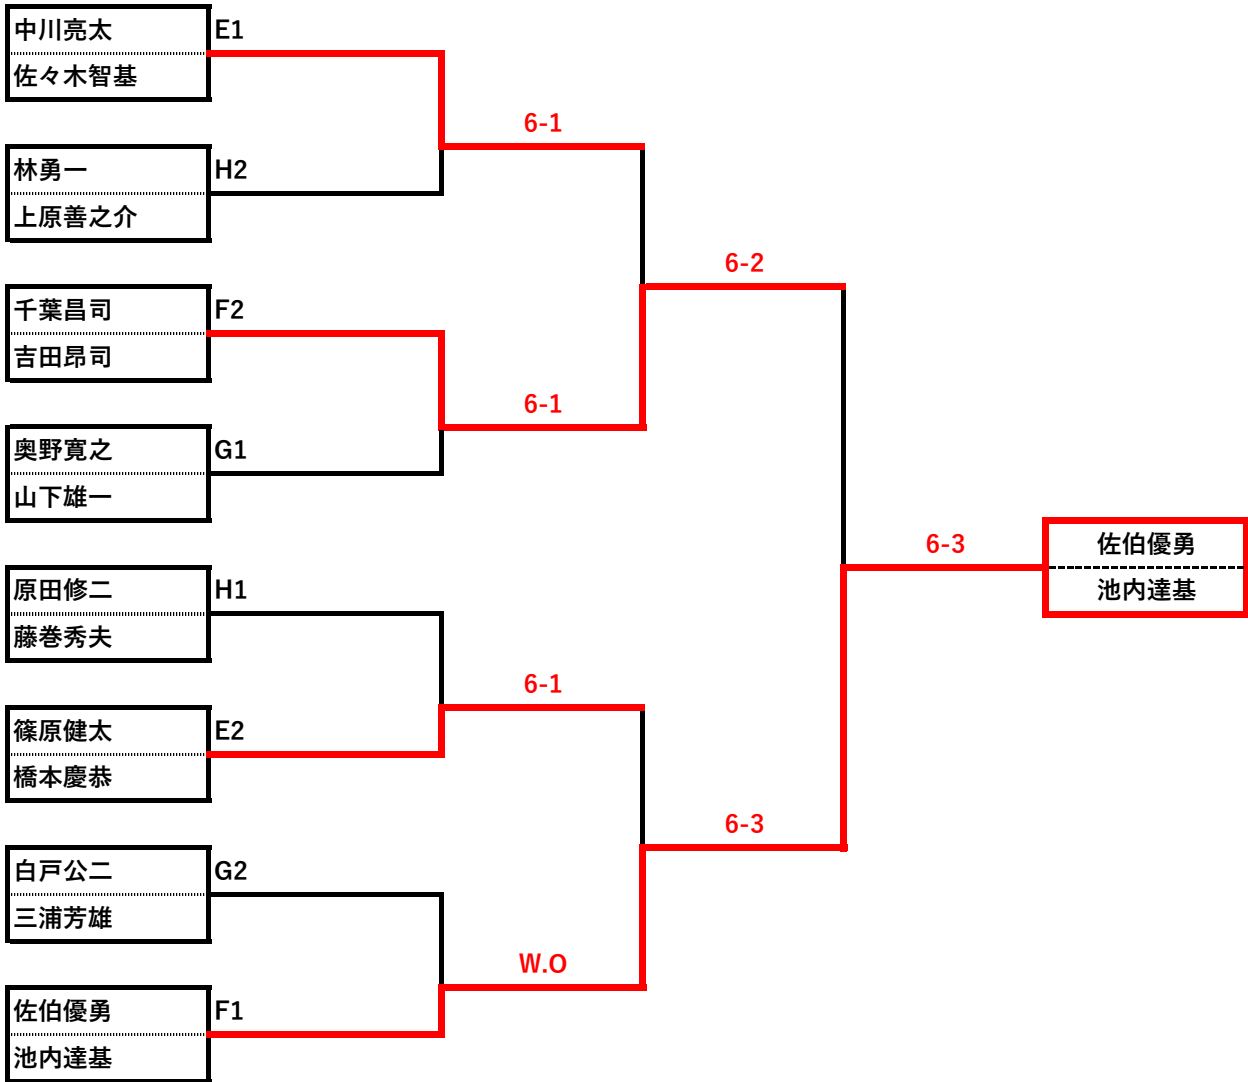 中川亮太
E1
佐々木智基
6-1
林勇一
H2
上原善之介
6-2
千葉昌司
F2
吉田昂司
6-1
奥野寛之
G1
山下雄一
6-3
佐伯優勇
池内達基
原田修二
H1
藤巻秀夫
6-1
篠原健太
E2
橋本慶恭
6-3
白戸公二
G2
三浦芳雄
W.O
佐伯優勇
F1
池内達基